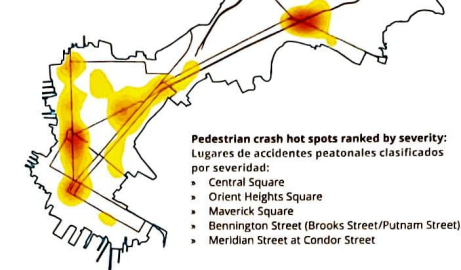 Pedestrian crash hot spots ranked by severity:
Lugares de accidentes peatonales clasificados
por severidad:
» Central Square
» Orient Heights Square
» Maverick Square
» Bennington Street (Brooks Street/Putnam Street)
» Meridian Street at Condor Street